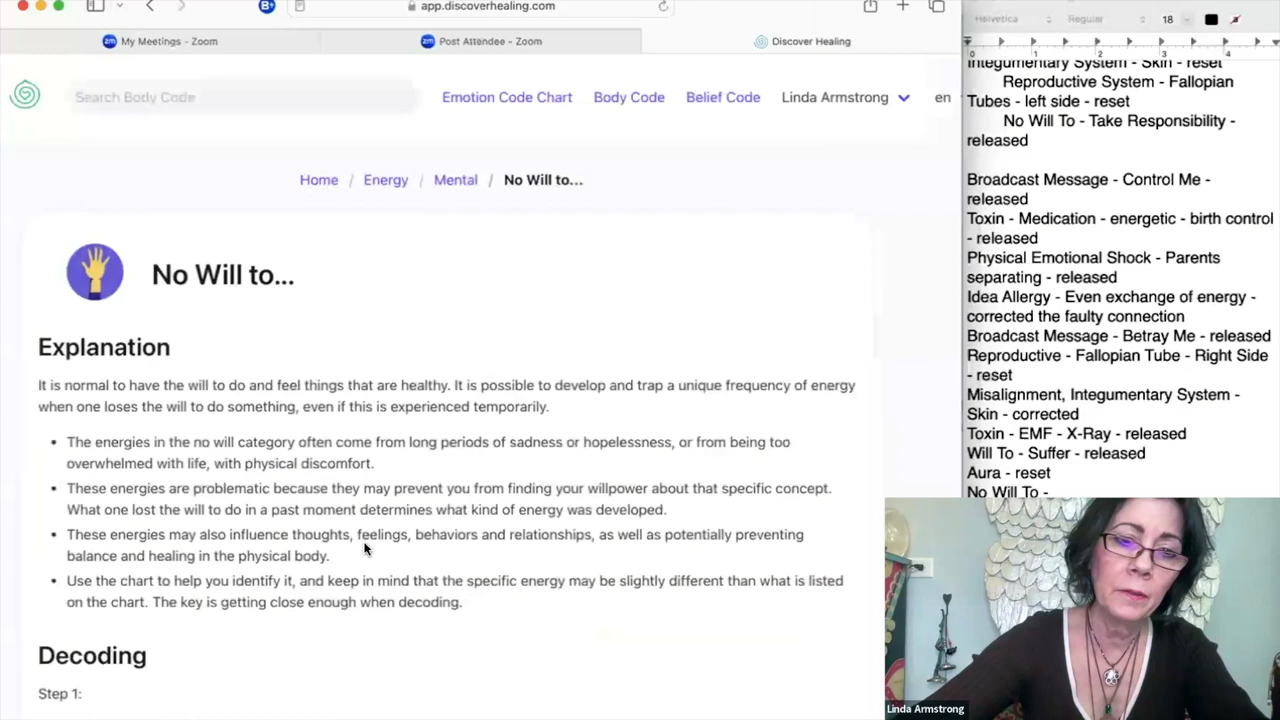 B+
app.discoverhealing.com
zm My Meetings - Zoom
zm Post Attendee - Zoom
Discover Healing
Search Body Code
Emotion Code Chart
Body Code
Belief Code
Linda Armstrong
en
Home / Energy / Mental / No Will to...
No Will to...
Explanation
It is normal to have the will to do and feel things that are healthy. It is possible to develop and trap a unique frequency of energy
when one loses the will to do something, even if this is experienced temporarily.
• The energies in the no will category often come from long periods of sadness or hopelessness, or from being too
overwhelmed with life, with physical discomfort.
• These energies are problematic because they may prevent you from finding your willpower about that specific concept.
What one lost the will to do in a past moment determines what kind of energy was developed.
• These energies may also influence thoughts, feelings, behaviors and relationships, as well as potentially preventing
balance and healing in the physical body.
• Use the chart to help you identify it, and keep in mind that the specific energy may be slightly different than what is listed
on the chart. The key is getting close enough when decoding.
Decoding
Step 1:
Helvetica
Regular
18
0 1 2 3 4
Integumentary System - Skin - reset
Reproductive System - Fallopian
Tubes - left side - reset
No Will To - Take Responsibility -
released
Broadcast Message - Control Me -
released
Toxin - Medication - energetic - birth control
- released
Physical Emotional Shock - Parents
separating - released
Idea Allergy - Even exchange of energy -
corrected the faulty connection
Broadcast Message - Betray Me - released
Reproductive - Fallopian Tube - Right Side
- reset
Misalignment, Integumentary System -
Skin - corrected
Toxin - EMF - X-Ray - released
Will To - Suffer - released
Aura - reset
No Will To -
Linda Armstrong